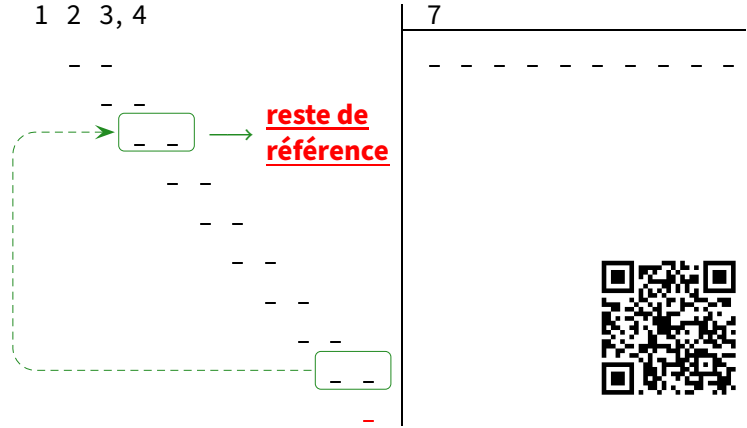 1 2 3, 4
7
_ _
_ _ _ _ _ _ _ _ _ _
_ _
reste de
référence
_ _
_ _
_ _
_ _
_ _
_ _
_ _
_